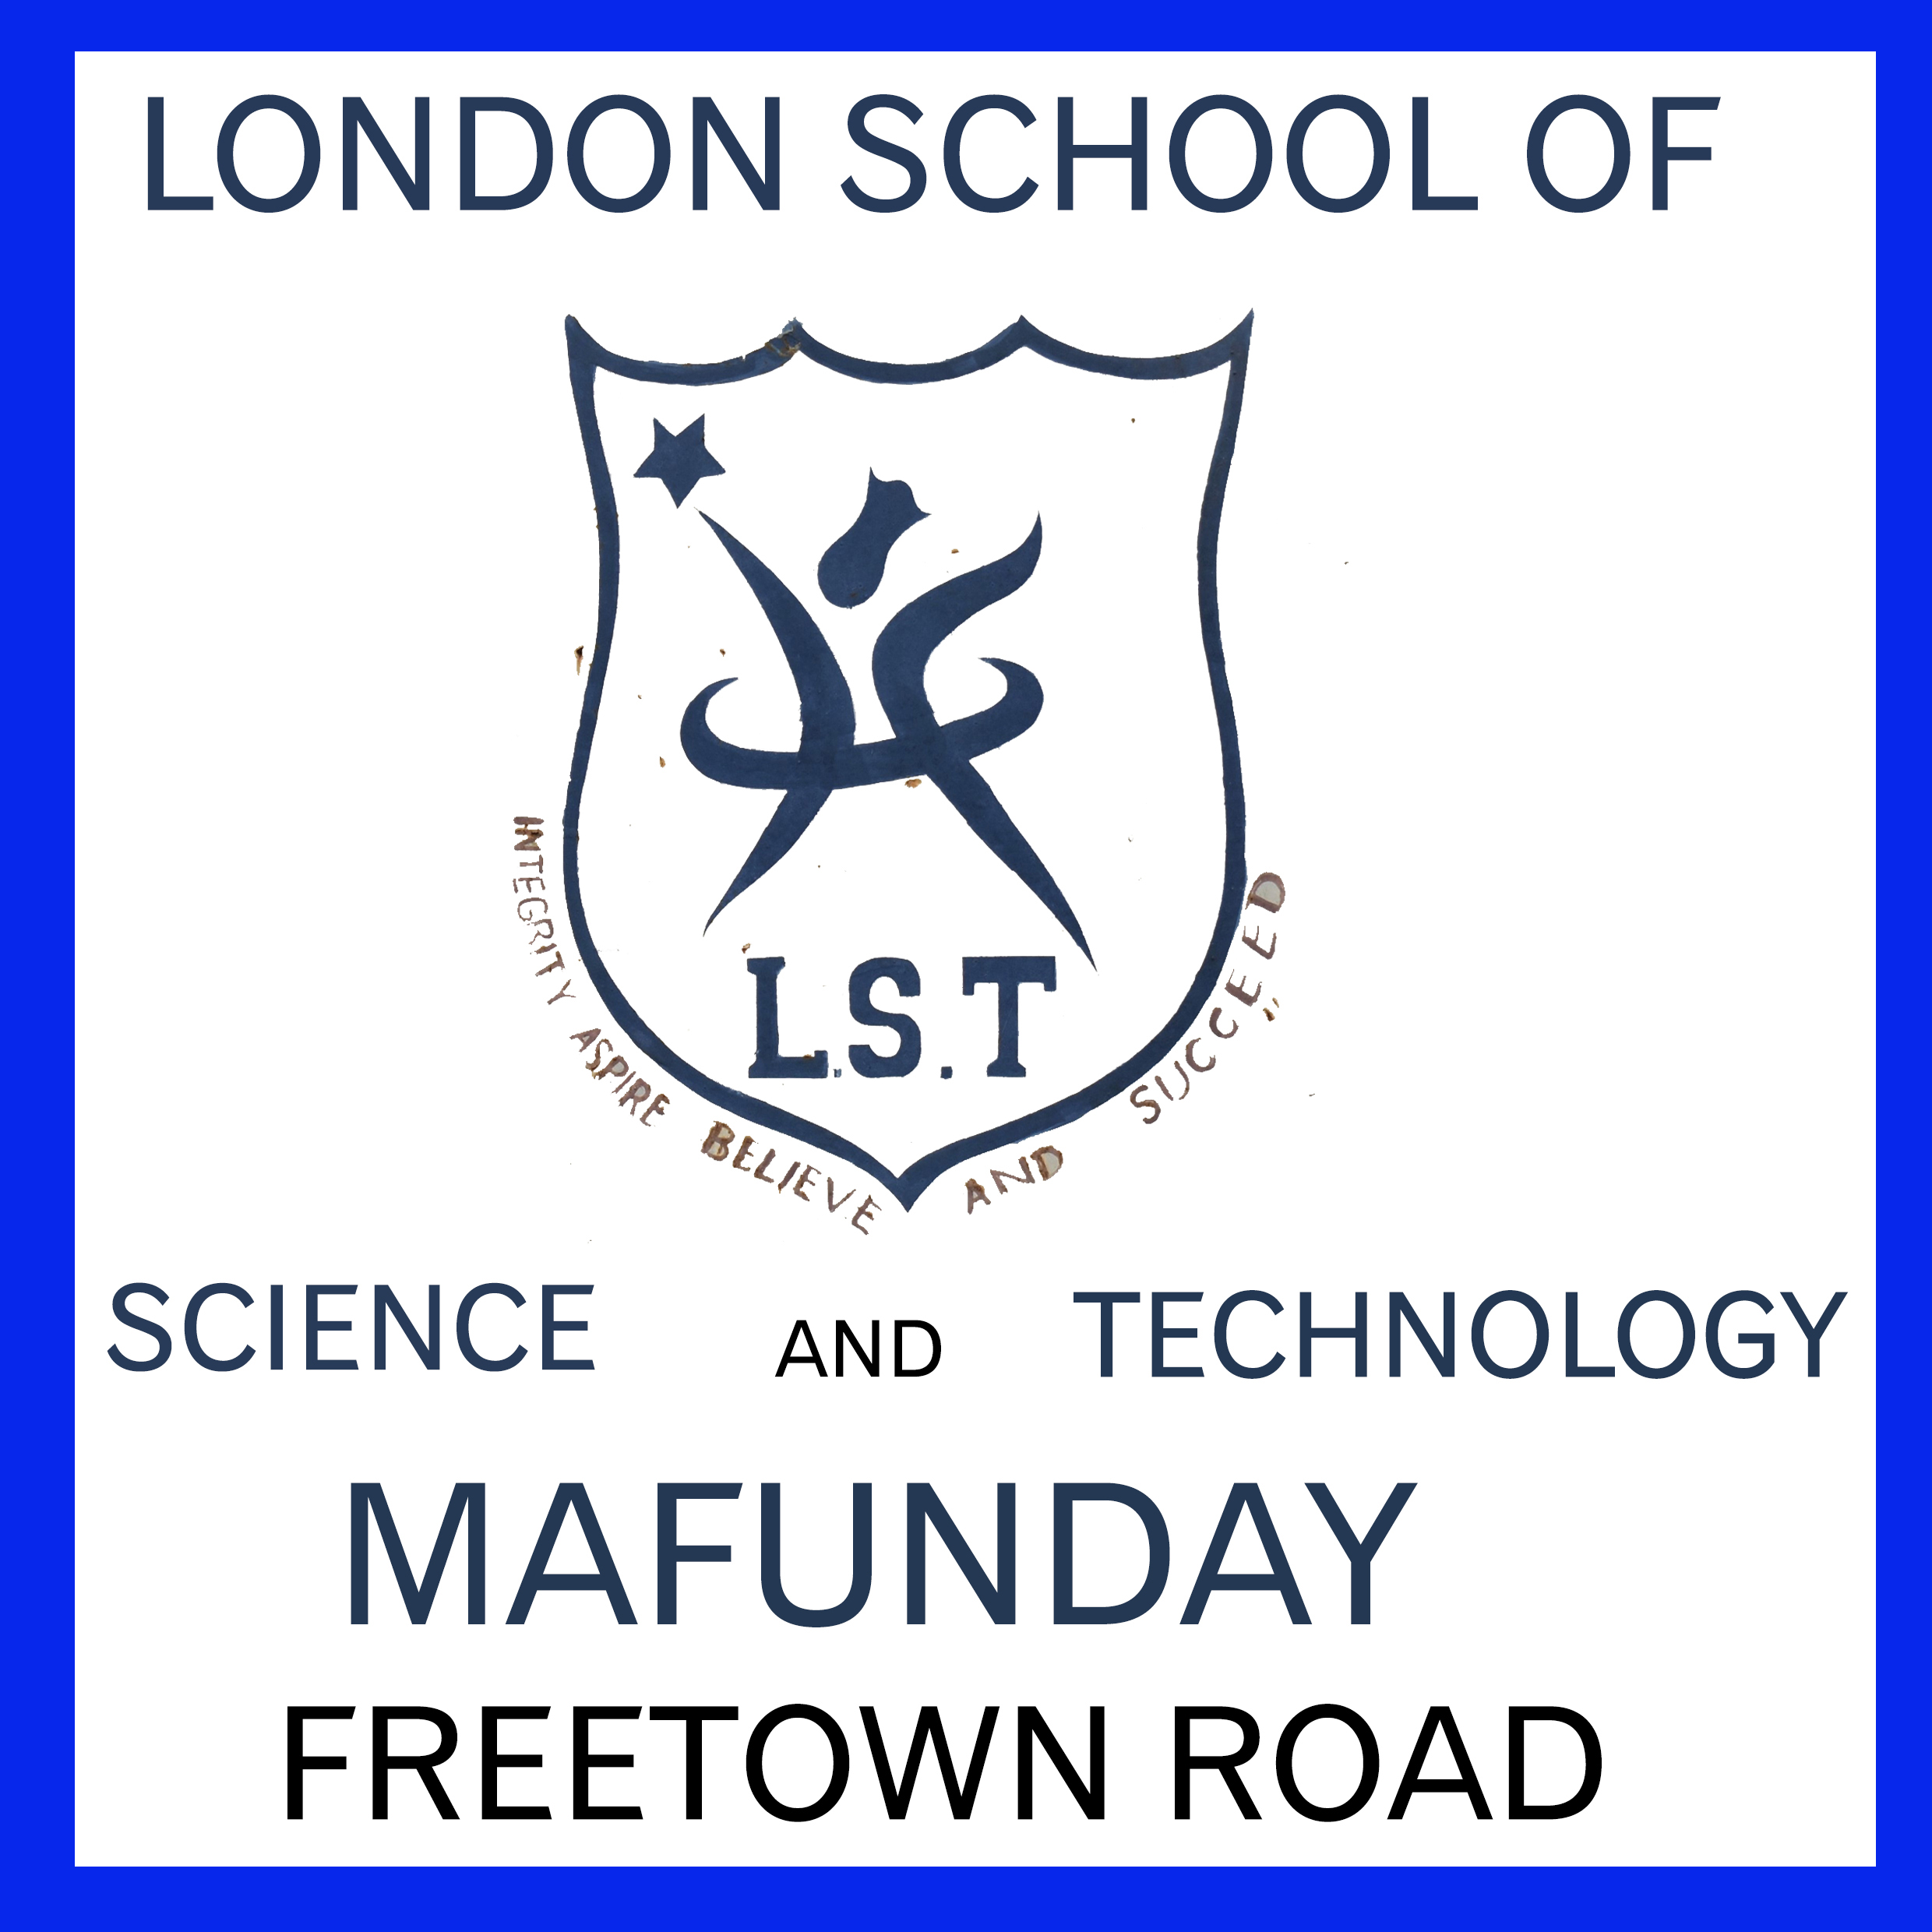 LONDON SCHOOL OF
L.S.T
INTEGRITY ASPIRE BELIEVE AND SUCCEED
SCIENCE AND TECHNOLOGY
MAFUNDAY
FREETOWN ROAD